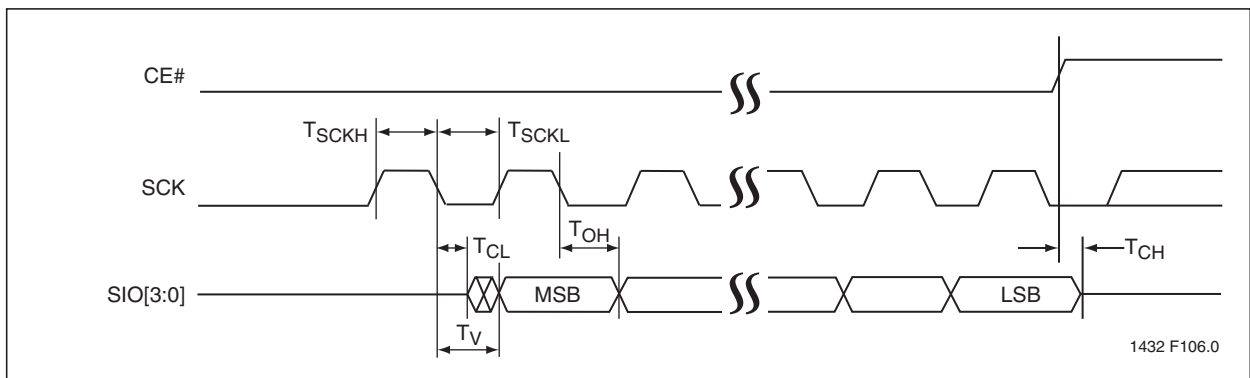 CE#
TSCKH
TSCKL
SCK
TOH
TCL
TCH
SIO[3:0]
MSB
LSB
TV
1432 F106.0